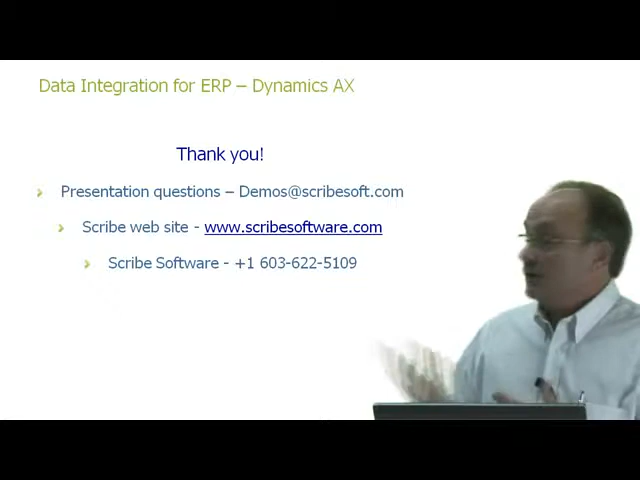 Data Integration for ERP – Dynamics AX
Thank you!
Presentation questions – Demos@scribesoft.com
Scribe web site - www.scribesoftware.com
Scribe Software - +1 603-622-5109